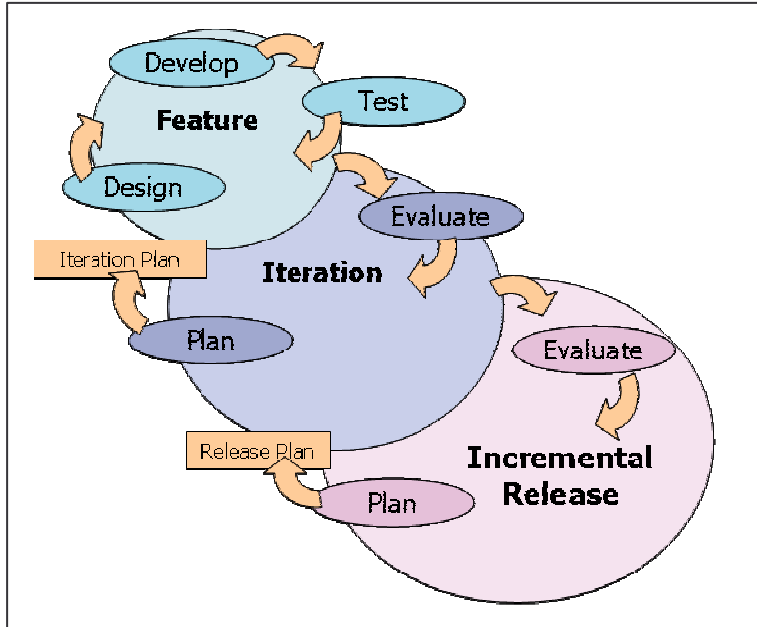 Develop
Test
Feature
Design
Evaluate
Iteration Plan
Iteration
Plan
Evaluate
Release Plan
Incremental
Release
Plan